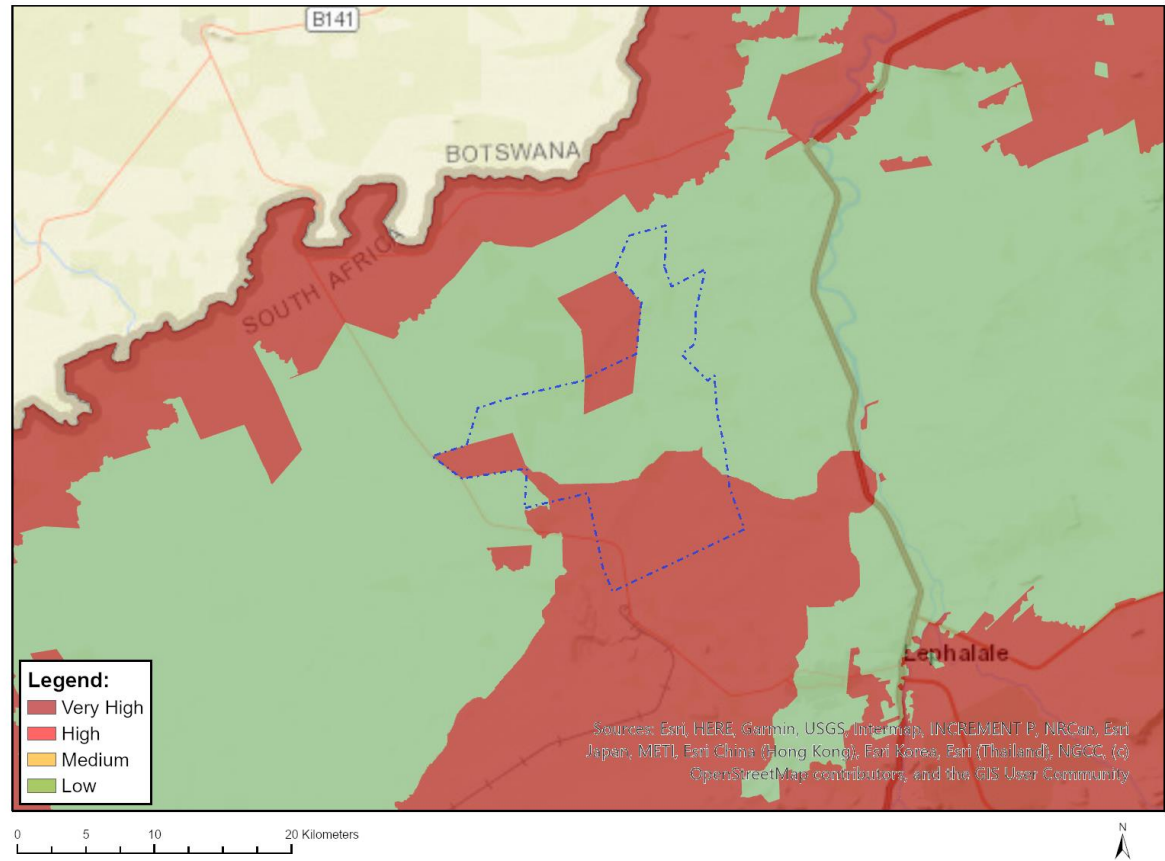 B141
BOTSWANA
SOUTH AFRICA
Lephalale
Legend:
Very High
High
Medium
Low
Sources: Esri, HERE, Garmin, USGS, Intermap, INCREMENT P, NRCan, Esri
Japan, METI, Esri China (Hong Kong), Esri Korea, Esri (Thailand), NGCC, (c)
OpenStreetMap contributors, and the GIS User Community
0 5 10 20 Kilometers
N